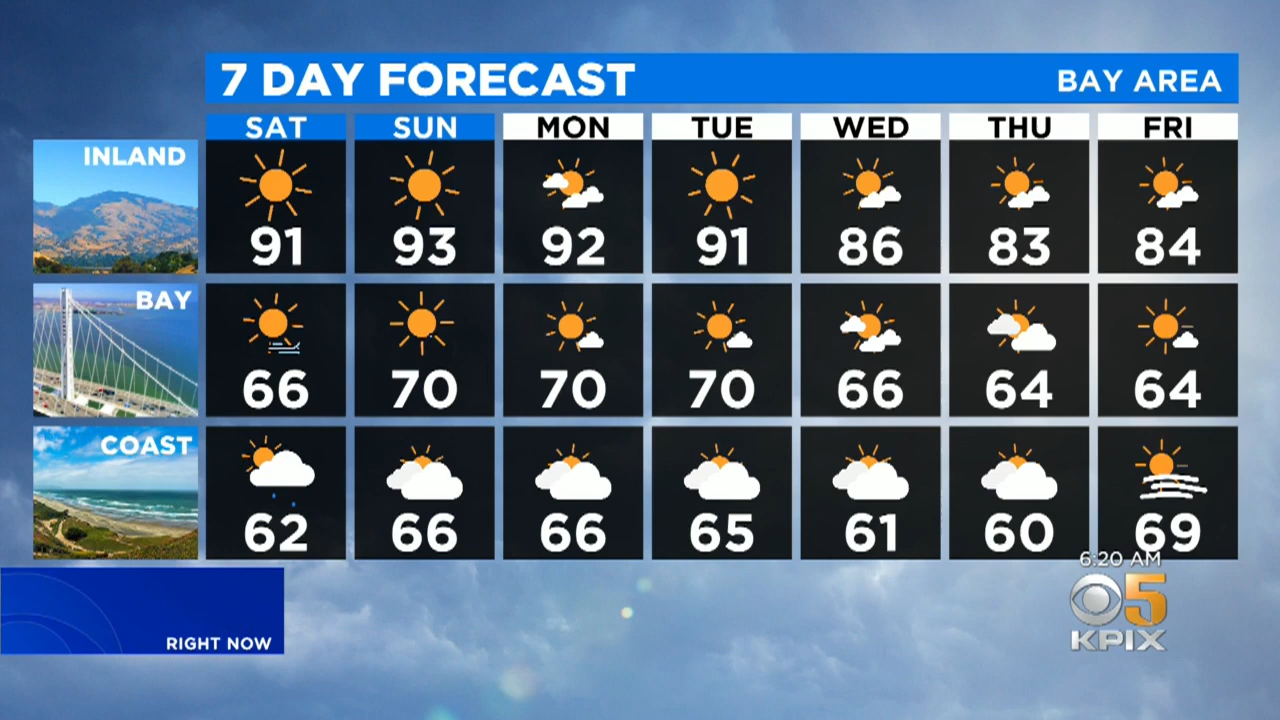 7 DAY FORECAST BAY AREA
SAT SUN MON TUE WED THU FRI
INLAND
91 93 92 91 86 83 84
BAY
66 70 70 70 66 64 64
COAST
62 66 66 65 61 60 69
6:20 AM
5
RIGHT NOW
KPIX